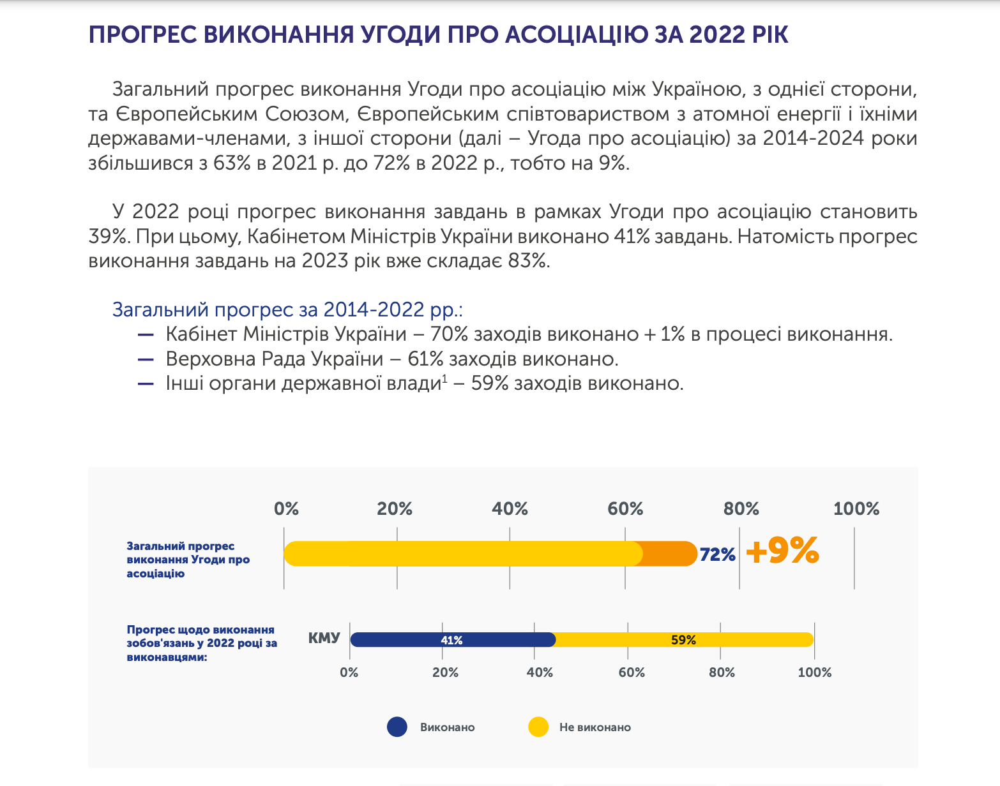 ПРОГРЕС ВИКОНАННЯ УГОДИ ПРО АСОЦІАЦІЮ ЗА 2022 РІК
Загальний прогрес виконання Угоди про асоціацію між Україною, з однієї сторони,
та Європейським Союзом, Європейським співтовариством з атомної енергії і їхніми
державами-членами, з іншої сторони (далі – Угода про асоціацію) за 2014-2024 роки
збільшився з 63% в 2021 р. до 72% в 2022 р., тобто на 9%.
У 2022 році прогрес виконання завдань в рамках Угоди про асоціацію становить
39%. При цьому, Кабінетом Міністрів України виконано 41% завдань. Натомість прогрес
виконання завдань на 2023 рік вже складає 83%.
Загальний прогрес за 2014-2022 рр.:
— Кабінет Міністрів України – 70% заходів виконано + 1% в процесі виконання.
— Верховна Рада України – 61% заходів виконано.
— Інші органи державної влади¹ – 59% заходів виконано.
0% 20% 40% 60% 80% 100%
Загальний прогрес
виконання Угоди про
асоціацію
72% +9%
Прогрес щодо виконання
зобов'язань у 2022 році за
виконавцями:
КМУ 41% 59%
0% 20% 40% 60% 80% 100%
Виконано Не виконано